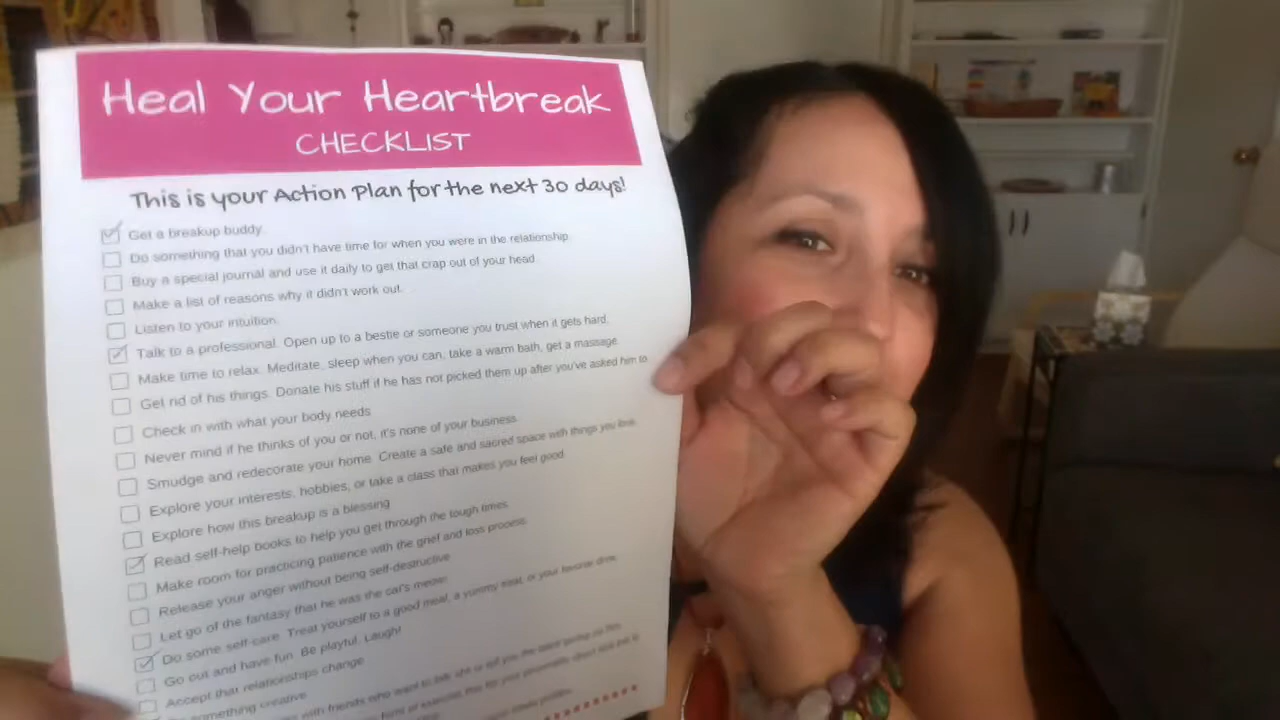 Heal Your Heartbreak
CHECKLIST
This is your Action Plan for the next 30 days!
Get a breakup buddy.
Do something that you didn't have time for when you were in the relationship.
Buy a special journal and use it daily to get that crap out of your head.
Make a list of reasons why it didn't work out.
Listen to your intuition.
Talk to a professional. Open up to a bestie or someone you trust when it gets hard.
Make time to relax. Meditate, sleep when you can, take a warm bath, get a massage.
Get rid of his things. Donate his stuff if he has not picked them up after you've asked him to
Check in with what your body needs
Never mind if he thinks of you or not, it's none of your business.
Smudge and redecorate your home. Create a safe and sacred space with things you love.
Explore your interests, hobbies, or take a class that makes you feel good.
Explore how this breakup is a blessing
Read self-help books to help you get through the tough times.
Make room for practicing patience with the grief and loss process.
Release your anger without being self-destructive
Let go of the fantasy that he was the cat's meow.
Do some self-care. Treat yourself to a good meal, a yummy treat, or your favorite drink.
Go out and have fun. Be playful. Laugh!
Accept that relationships change
something creative
with friends who want to talk